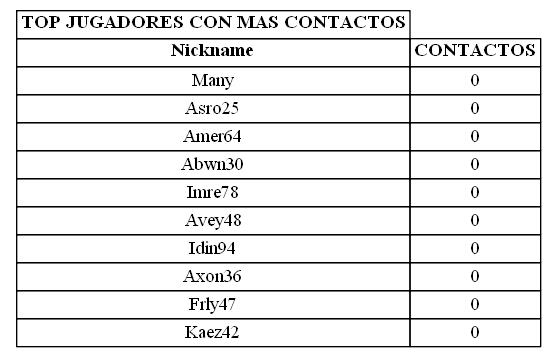 TOP JUGADORES CON MAS CONTACTOS
Nickname CONTACTOS
Many 0
Asro25 0
Amer64 0
Abwn30 0
Imre78 0
Avey48 0
Idin94 0
Axon36 0
Frly47 0
Kaez42 0